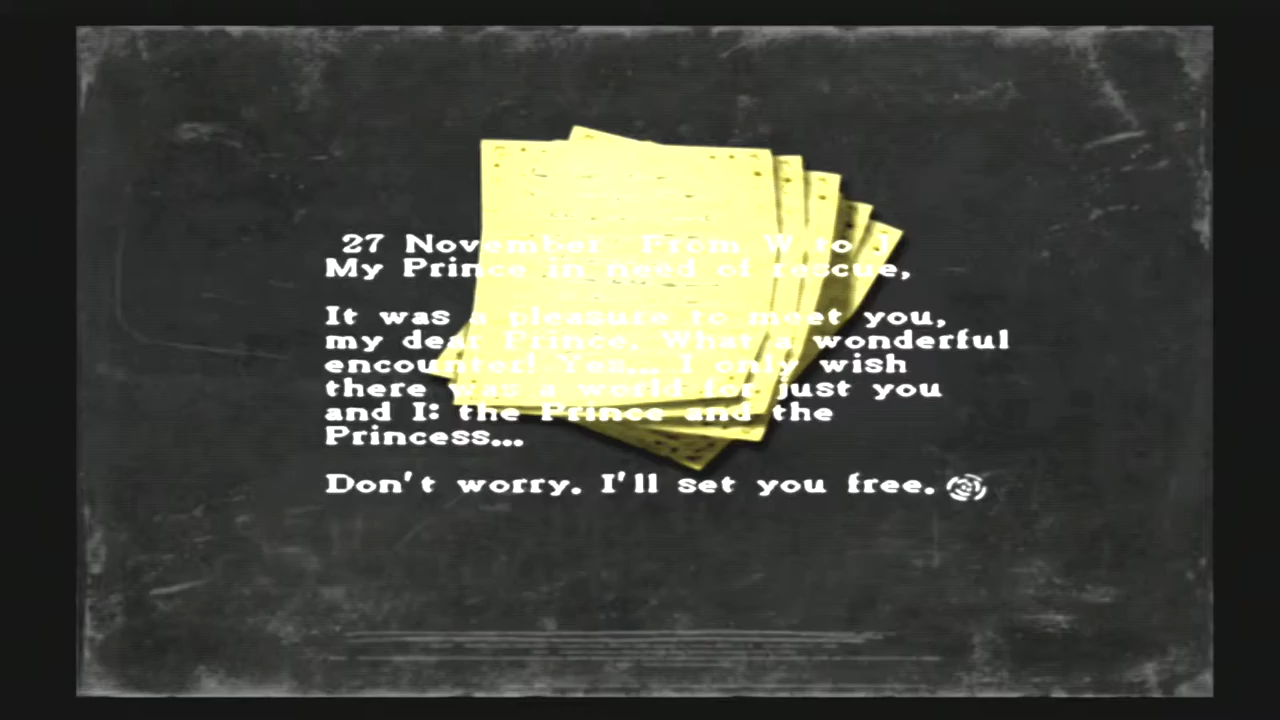 27 November From W to J
My Prince in need of rescue,
It was a pleasure to meet you,
my dear Prince. What a wonderful
encounter! Yes... I only wish
there was a world for just you
and I: the Prince and the
Princess...
Don't worry. I'll set you free.